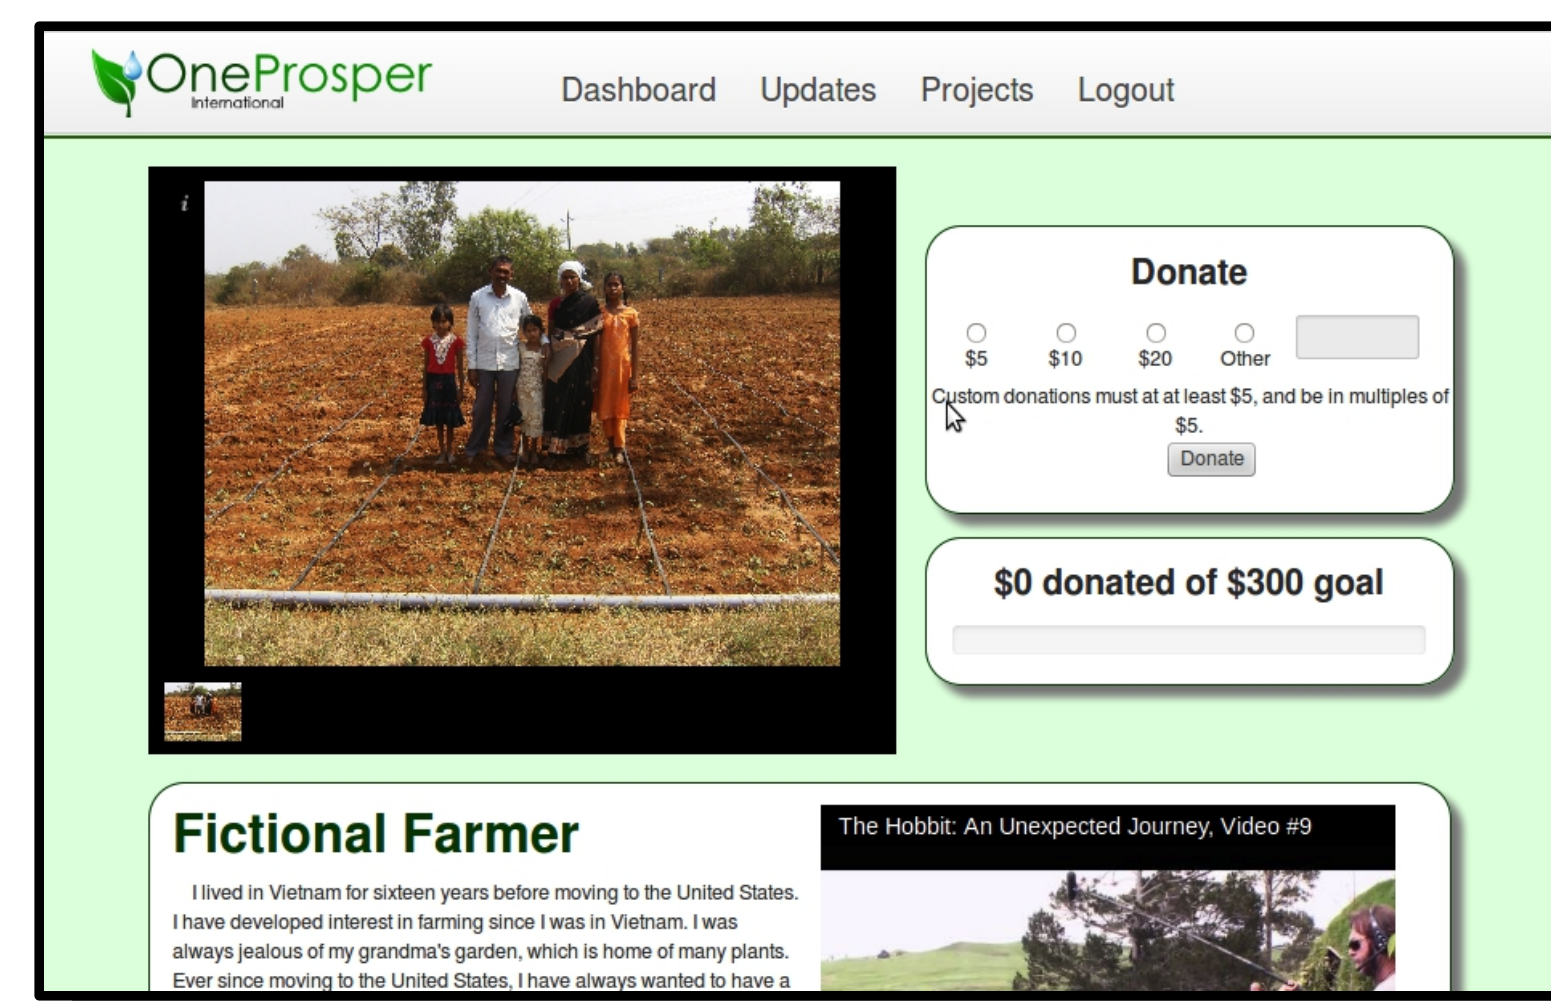 OneProsper
International
Dashboard Updates Projects Logout
i
Donate
$5 $10 $20 Other
Custom donations must at at least $5, and be in multiples of
$5.
Donate
$0 donated of $300 goal
Fictional Farmer
I lived in Vietnam for sixteen years before moving to the United States.
I have developed interest in farming since I was in Vietnam. I was
always jealous of my grandma's garden, which is home of many plants.
Ever since moving to the United States, I have always wanted to have a
The Hobbit: An Unexpected Journey, Video #9